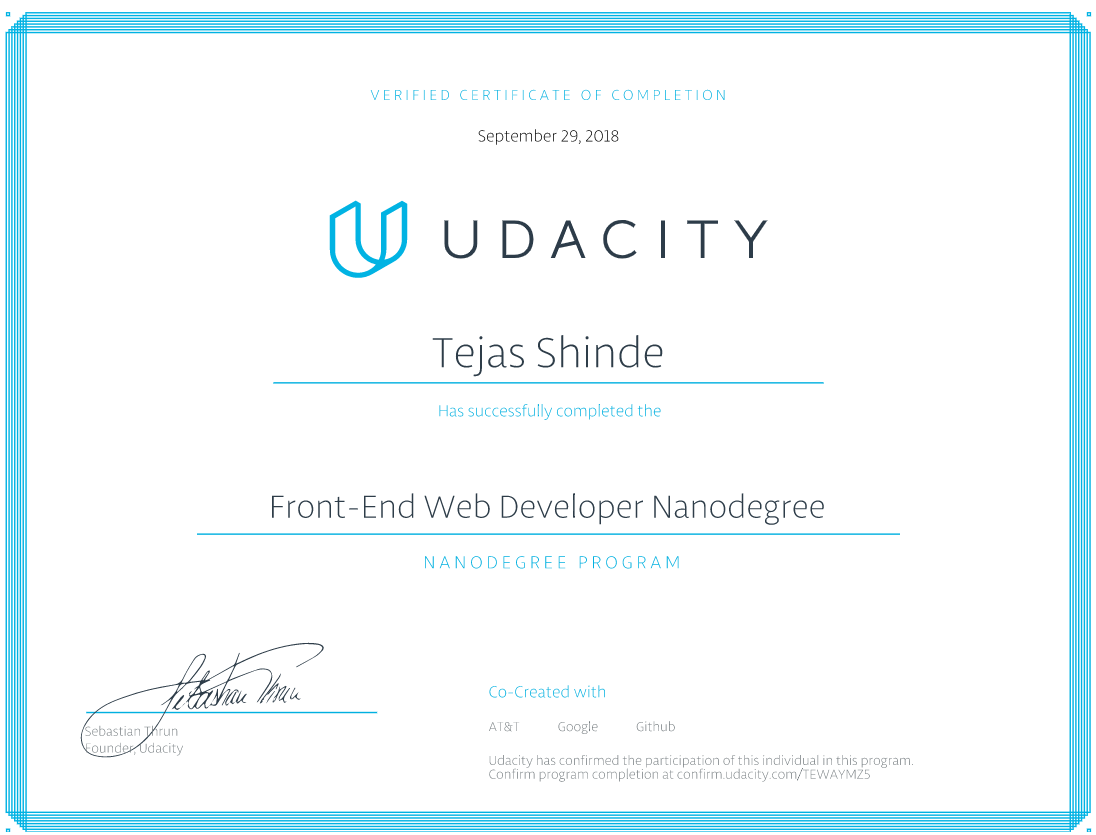 VERIFIED CERTIFICATE OF COMPLETION
September 29, 2018
UDACITY
Tejas Shinde
Has successfully completed the
Front-End Web Developer Nanodegree
NANODEGREE PROGRAM
Sebastian Thrun
Sebastian Thrun
Founder, Udacity
Co-Created with
AT&T Google Github
Udacity has confirmed the participation of this individual in this program.
Confirm program completion at confirm.udacity.com/TEWAYMZ5